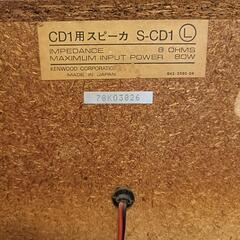 CD1用スピーカ S-CD1 Ⓛ
IMPEDANCE 8 OHMS
MAXIMUM INPUT POWER 80W
KENWOOD CORPORATION
MADE IN JAPAN